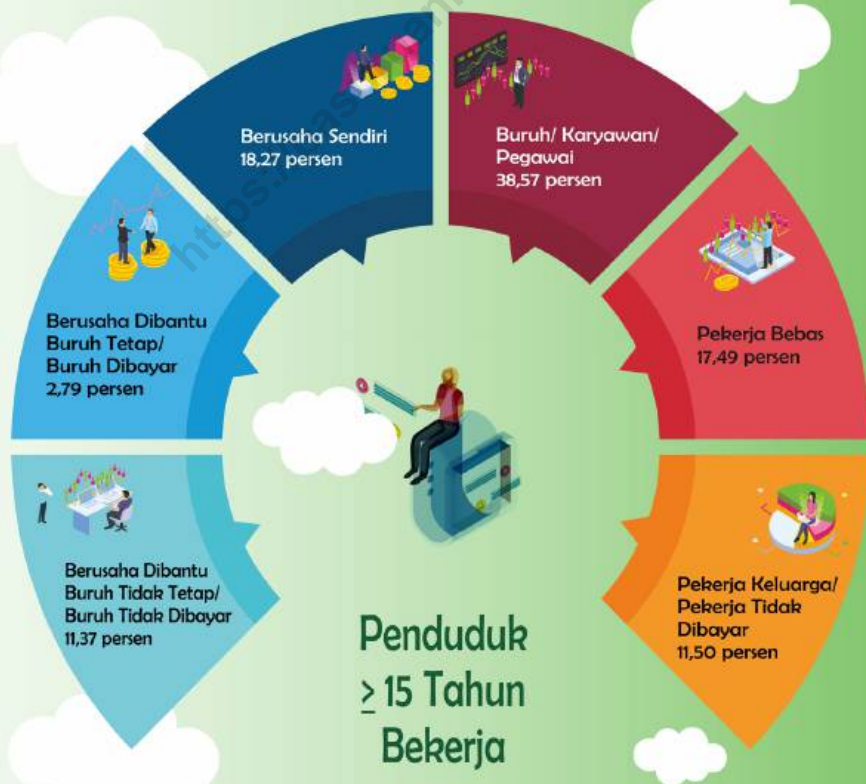 Berusaha Sendiri
18,27 persen
Buruh/ Karyawan/
Pegawai
38,57 persen
Berusaha Dibantu
Buruh Tetap/
Buruh Dibayar
2,79 persen
Pekerja Bebas
17,49 persen
Berusaha Dibantu
Buruh Tidak Tetap/
Buruh Tidak Dibayar
11,37 persen
Pekerja Keluarga/
Pekerja Tidak
Dibayar
11,50 persen
Penduduk
≥ 15 Tahun
Bekerja